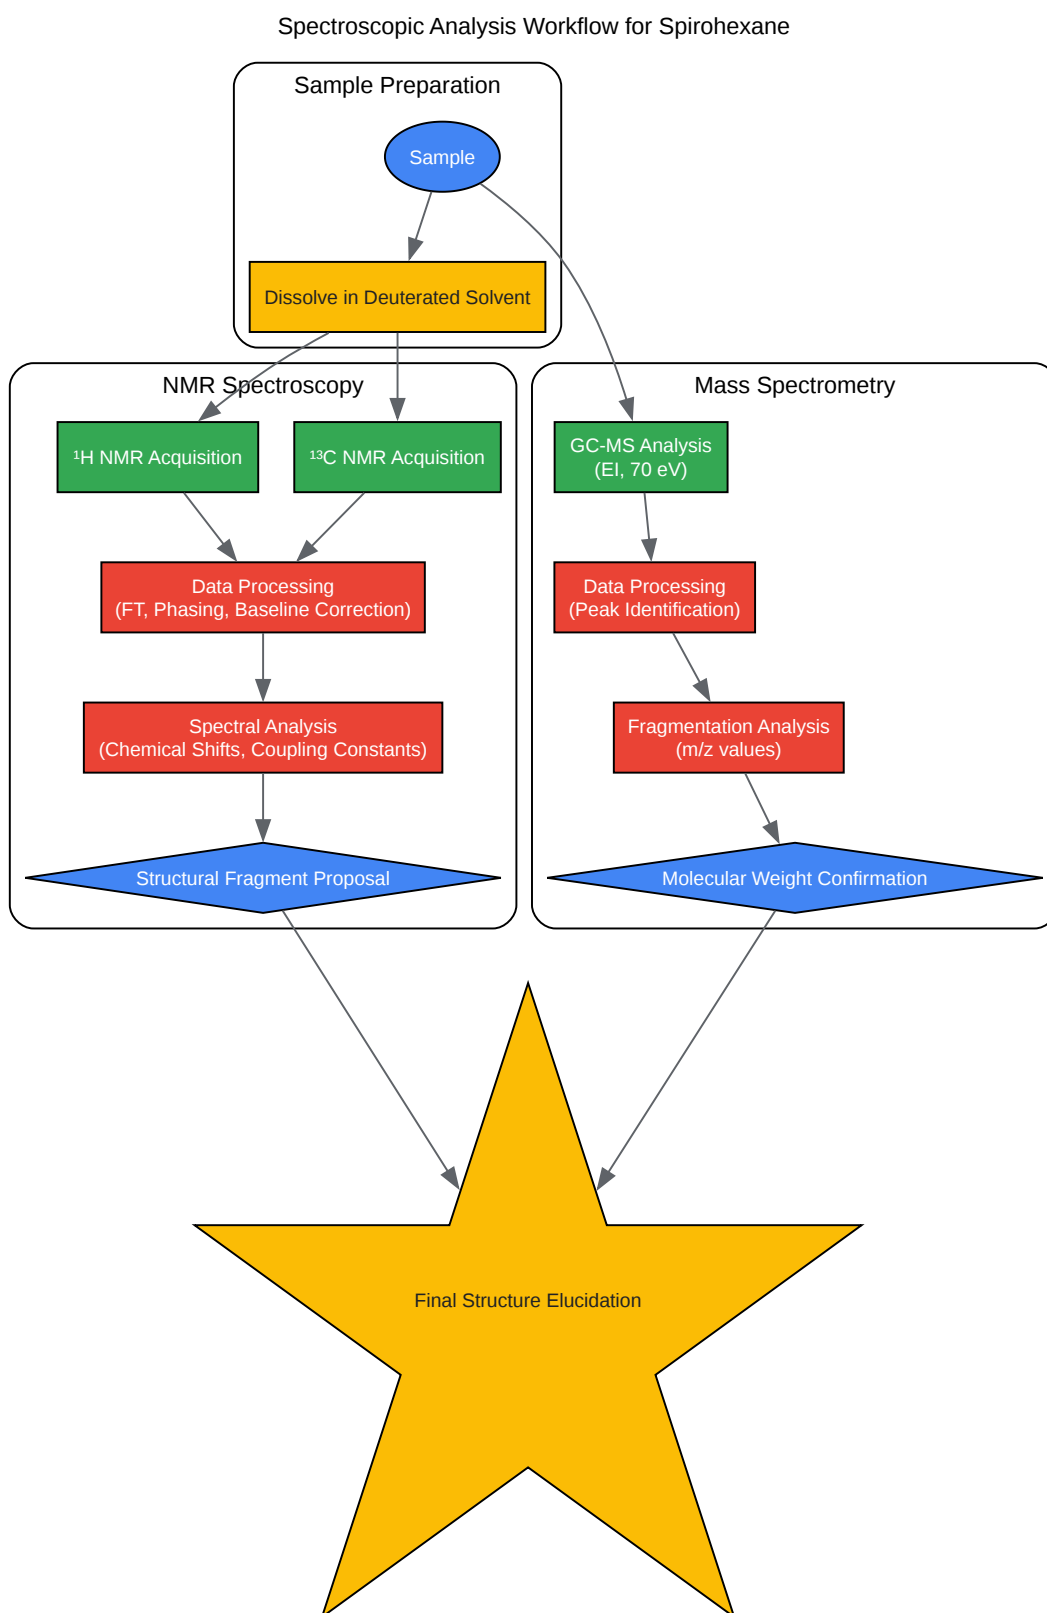 Spectroscopic Analysis Workflow for Spirohexane
Sample Preparation
Sample
Dissolve in Deuterated Solvent
NMR Spectroscopy
¹H NMR Acquisition
¹³C NMR Acquisition
Data Processing
(FT, Phasing, Baseline Correction)
Spectral Analysis
(Chemical Shifts, Coupling Constants)
Structural Fragment Proposal
Mass Spectrometry
GC-MS Analysis
(EI, 70 eV)
Data Processing
(Peak Identification)
Fragmentation Analysis
(m/z values)
Molecular Weight Confirmation
Final Structure Elucidation